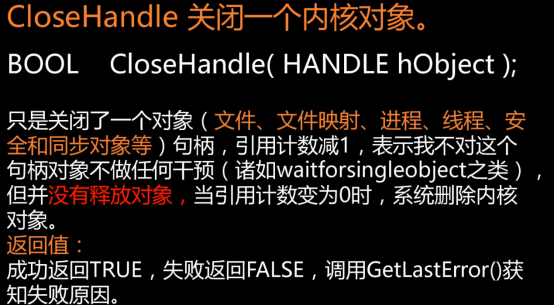 CloseHandle 关闭一个内核对象。
BOOL CloseHandle( HANDLE hObject );
只是关闭了一个对象（文件、文件映射、进程、线程、安
全和同步对象等）句柄，引用计数减1，表示我不对这个
句柄对象不做任何干预（诸如waitforsingleobject之类），
但并没有释放对象，当引用计数变为0时，系统删除内核
对象。
返回值：
成功返回TRUE，失败返回FALSE，调用GetLastError()获
知失败原因。